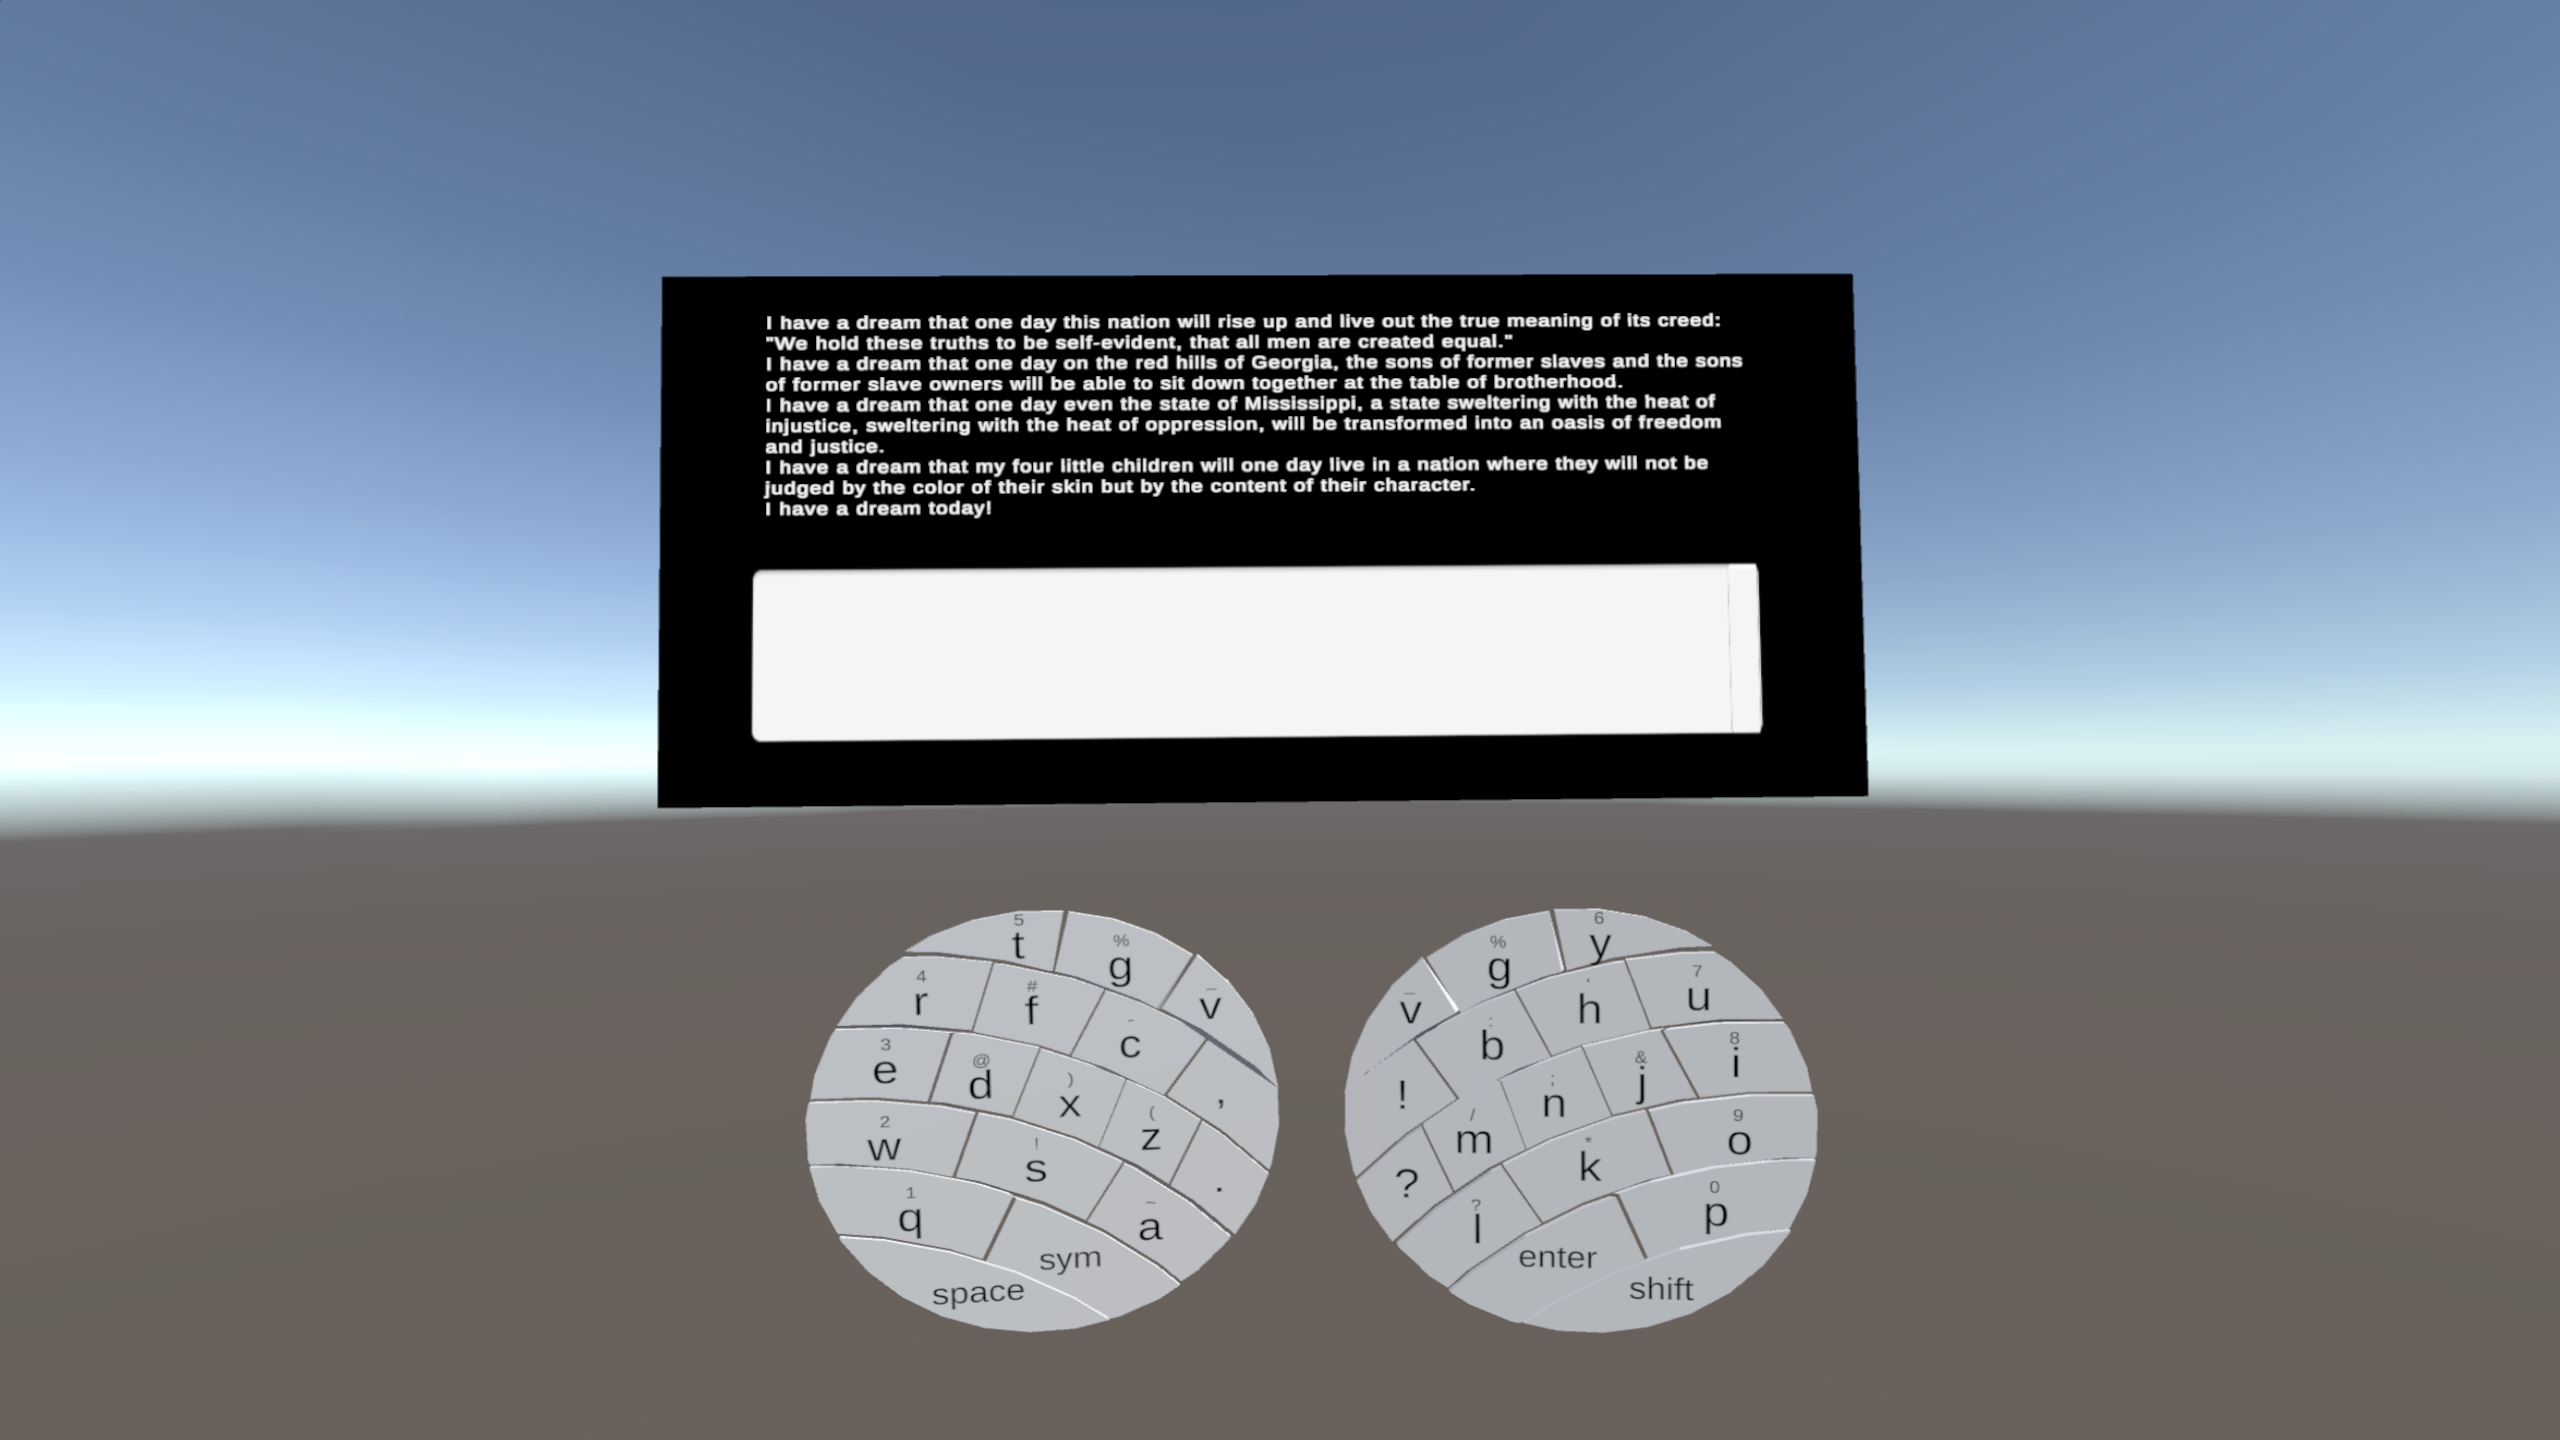 I have a dream that one day this nation will rise up and live out the true meaning of its creed:
"We hold these truths to be self-evident, that all men are created equal."
I have a dream that one day on the red hills of Georgia, the sons of former slaves and the sons
of former slave owners will be able to sit down together at the table of brotherhood.
I have a dream that one day even the state of Mississippi, a state sweltering with the heat of
injustice, sweltering with the heat of oppression, will be transformed into an oasis of freedom
and justice.
I have a dream that my four little children will one day live in a nation where they will not be
judged by the color of their skin but by the content of their character.
I have a dream today!
5 %
t g
4 # - _
r f c v
3 @ ) (
e d x z ,
2 !
w s .
1 ~
q a
sym
space
% 6
g y
_ : ' 7
v b h u
/ ; & 8
! m n j i
* 9
? k o
? 0
l p
enter
shift